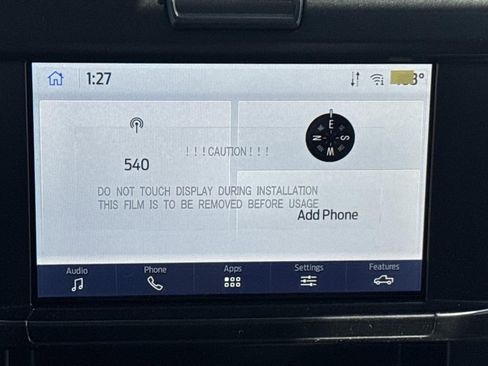 1:27
540
!!!CAUTION!!!
DO NOT TOUCH DISPLAY DURING INSTALLATION
THIS FILM IS TO BE REMOVED BEFORE USAGE
E
N S
W
Add Phone
Audio Phone Apps Settings Features